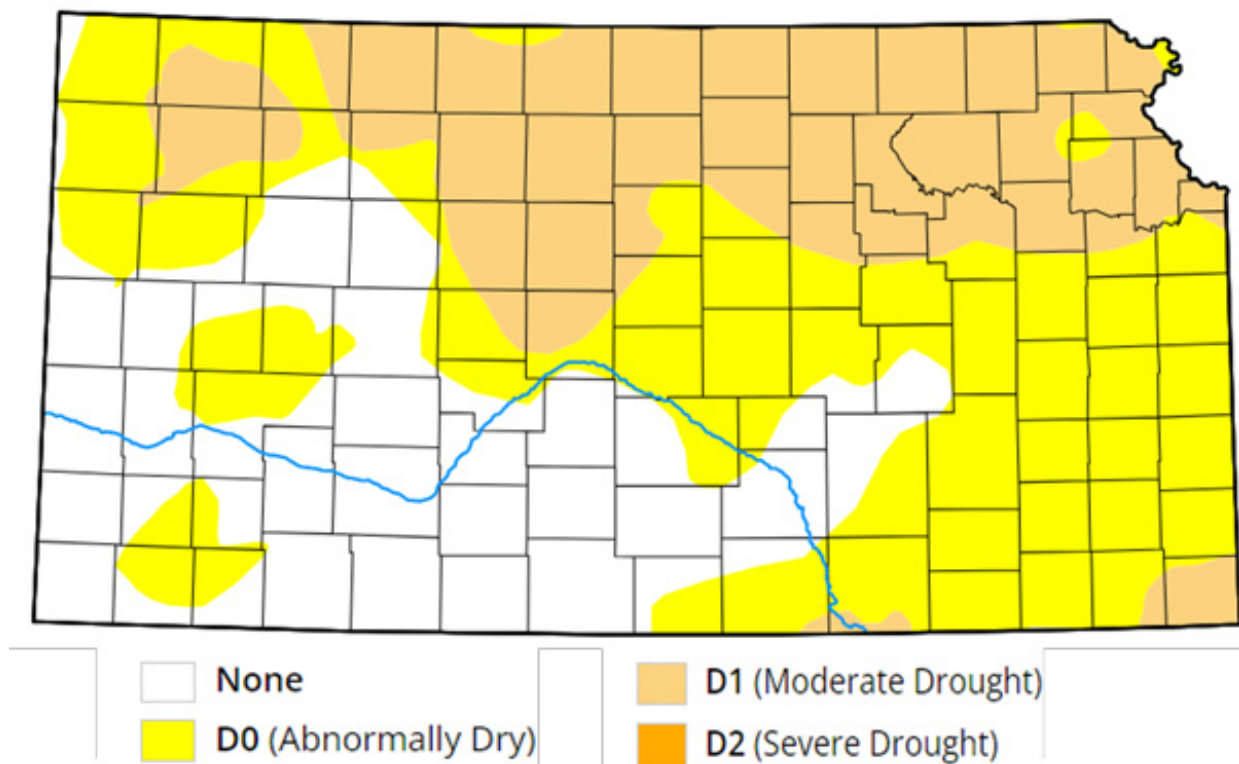 None
D0 (Abnormally Dry)
D1 (Moderate Drought)
D2 (Severe Drought)